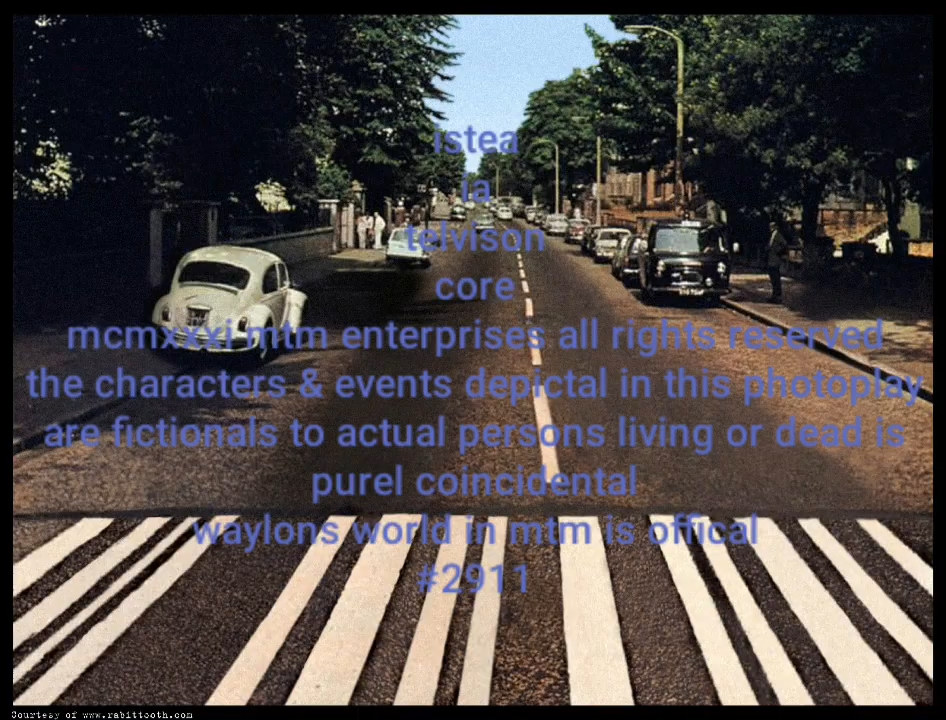 istea
ia
telvison
core
mcmxxxi mtm enterprises all rights reserved
the characters & events depictal in this photoplay
are fictionals to actual persons living or dead is
purel coincidental
waylons world in mtm is offical
#2911
Courtesy of www.rabittooth.com